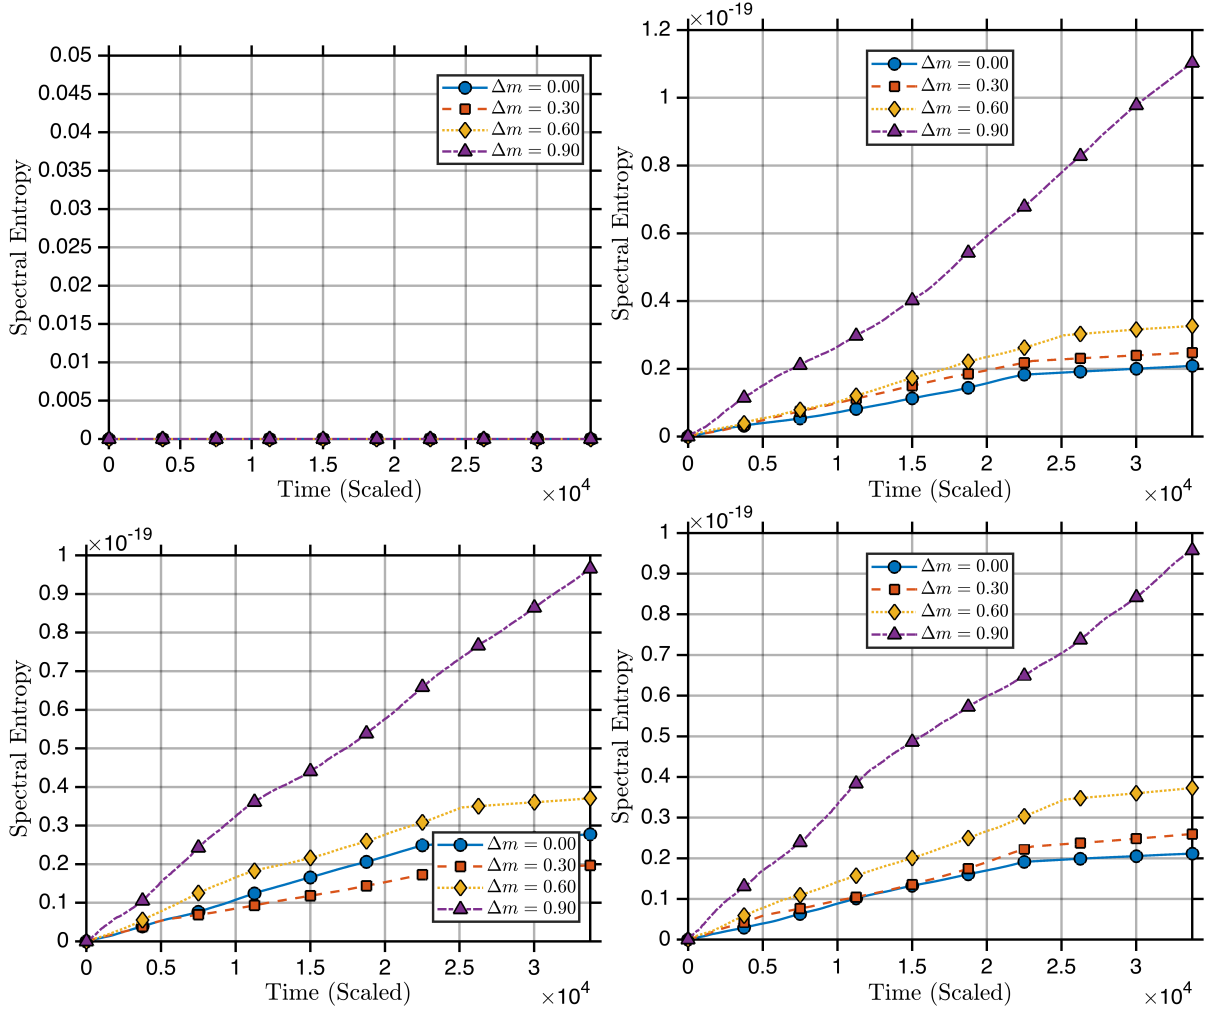 0.05
0.045
0.04
0.035
0.03
0.025
0.02
0.015
0.01
0.005
0
Spectral Entropy
Δm = 0.00
Δm = 0.30
Δm = 0.60
Δm = 0.90
0 0.5 1 1.5 2 2.5 3
Time (Scaled)
×10^4
×10^-19
1.2
1
0.8
0.6
0.4
0.2
0
Spectral Entropy
Δm = 0.00
Δm = 0.30
Δm = 0.60
Δm = 0.90
0 0.5 1 1.5 2 2.5 3
Time (Scaled)
×10^4
×10^-19
1
0.9
0.8
0.7
0.6
0.5
0.4
0.3
0.2
0.1
0
Spectral Entropy
Δm = 0.00
Δm = 0.30
Δm = 0.60
Δm = 0.90
0 0.5 1 1.5 2 2.5 3
Time (Scaled)
×10^4
×10^-19
1
0.9
0.8
0.7
0.6
0.5
0.4
0.3
0.2
0.1
0
Spectral Entropy
Δm = 0.00
Δm = 0.30
Δm = 0.60
Δm = 0.90
0 0.5 1 1.5 2 2.5 3
Time (Scaled)
×10^4